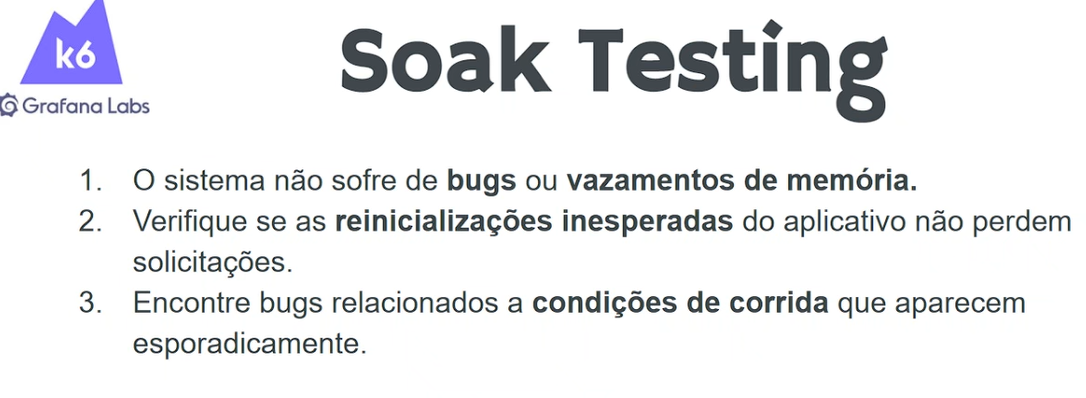 k6
Grafana Labs
Soak Testing
1. O sistema não sofre de bugs ou vazamentos de memória.
2. Verifique se as reinicializações inesperadas do aplicativo não perdem
solicitações.
3. Encontre bugs relacionados a condições de corrida que aparecem
esporadicamente.